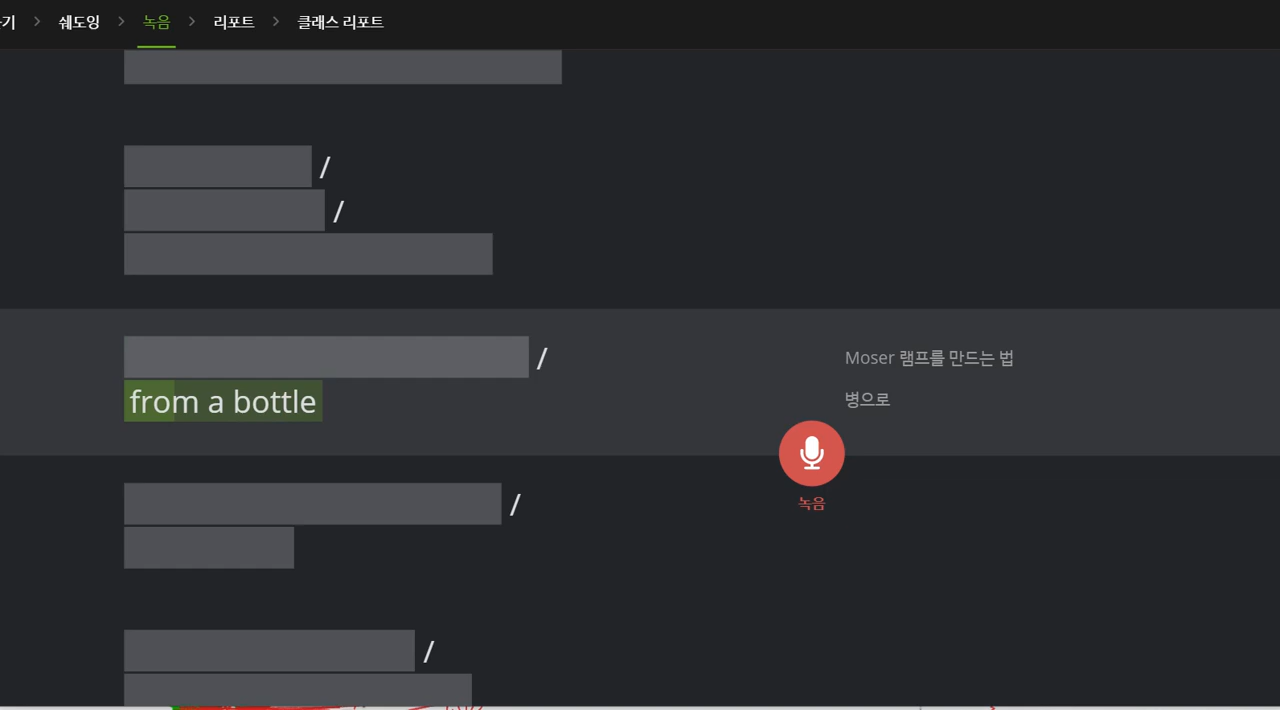 기 > 쉐도잉 > 녹음 > 리포트 > 클래스 리포트
/
/
/ Moser 램프를 만드는 법
from a bottle 병으로
녹음
/
/